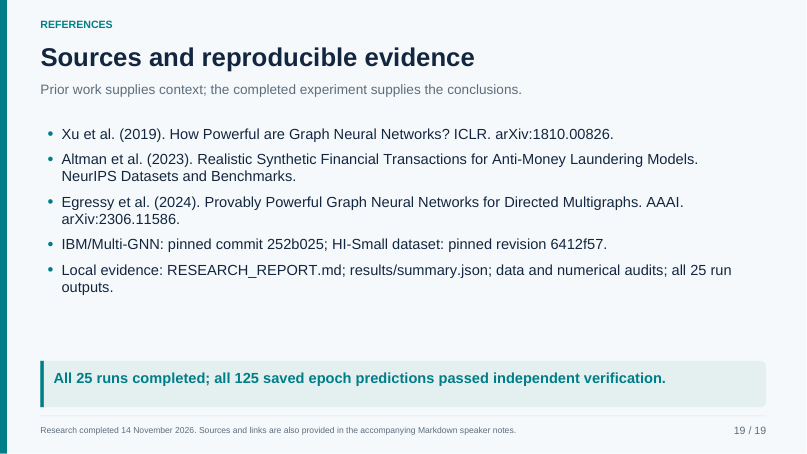 REFERENCES
Sources and reproducible evidence
Prior work supplies context; the completed experiment supplies the conclusions.
• Xu et al. (2019). How Powerful are Graph Neural Networks? ICLR. arXiv:1810.00826.
• Altman et al. (2023). Realistic Synthetic Financial Transactions for Anti-Money Laundering Models.
NeurIPS Datasets and Benchmarks.
• Egressy et al. (2024). Provably Powerful Graph Neural Networks for Directed Multigraphs. AAAI.
arXiv:2306.11586.
• IBM/Multi-GNN: pinned commit 252b025; HI-Small dataset: pinned revision 6412f57.
• Local evidence: RESEARCH_REPORT.md; results/summary.json; data and numerical audits; all 25 run
outputs.
All 25 runs completed; all 125 saved epoch predictions passed independent verification.
Research completed 14 November 2026. Sources and links are also provided in the accompanying Markdown speaker notes.
19 / 19